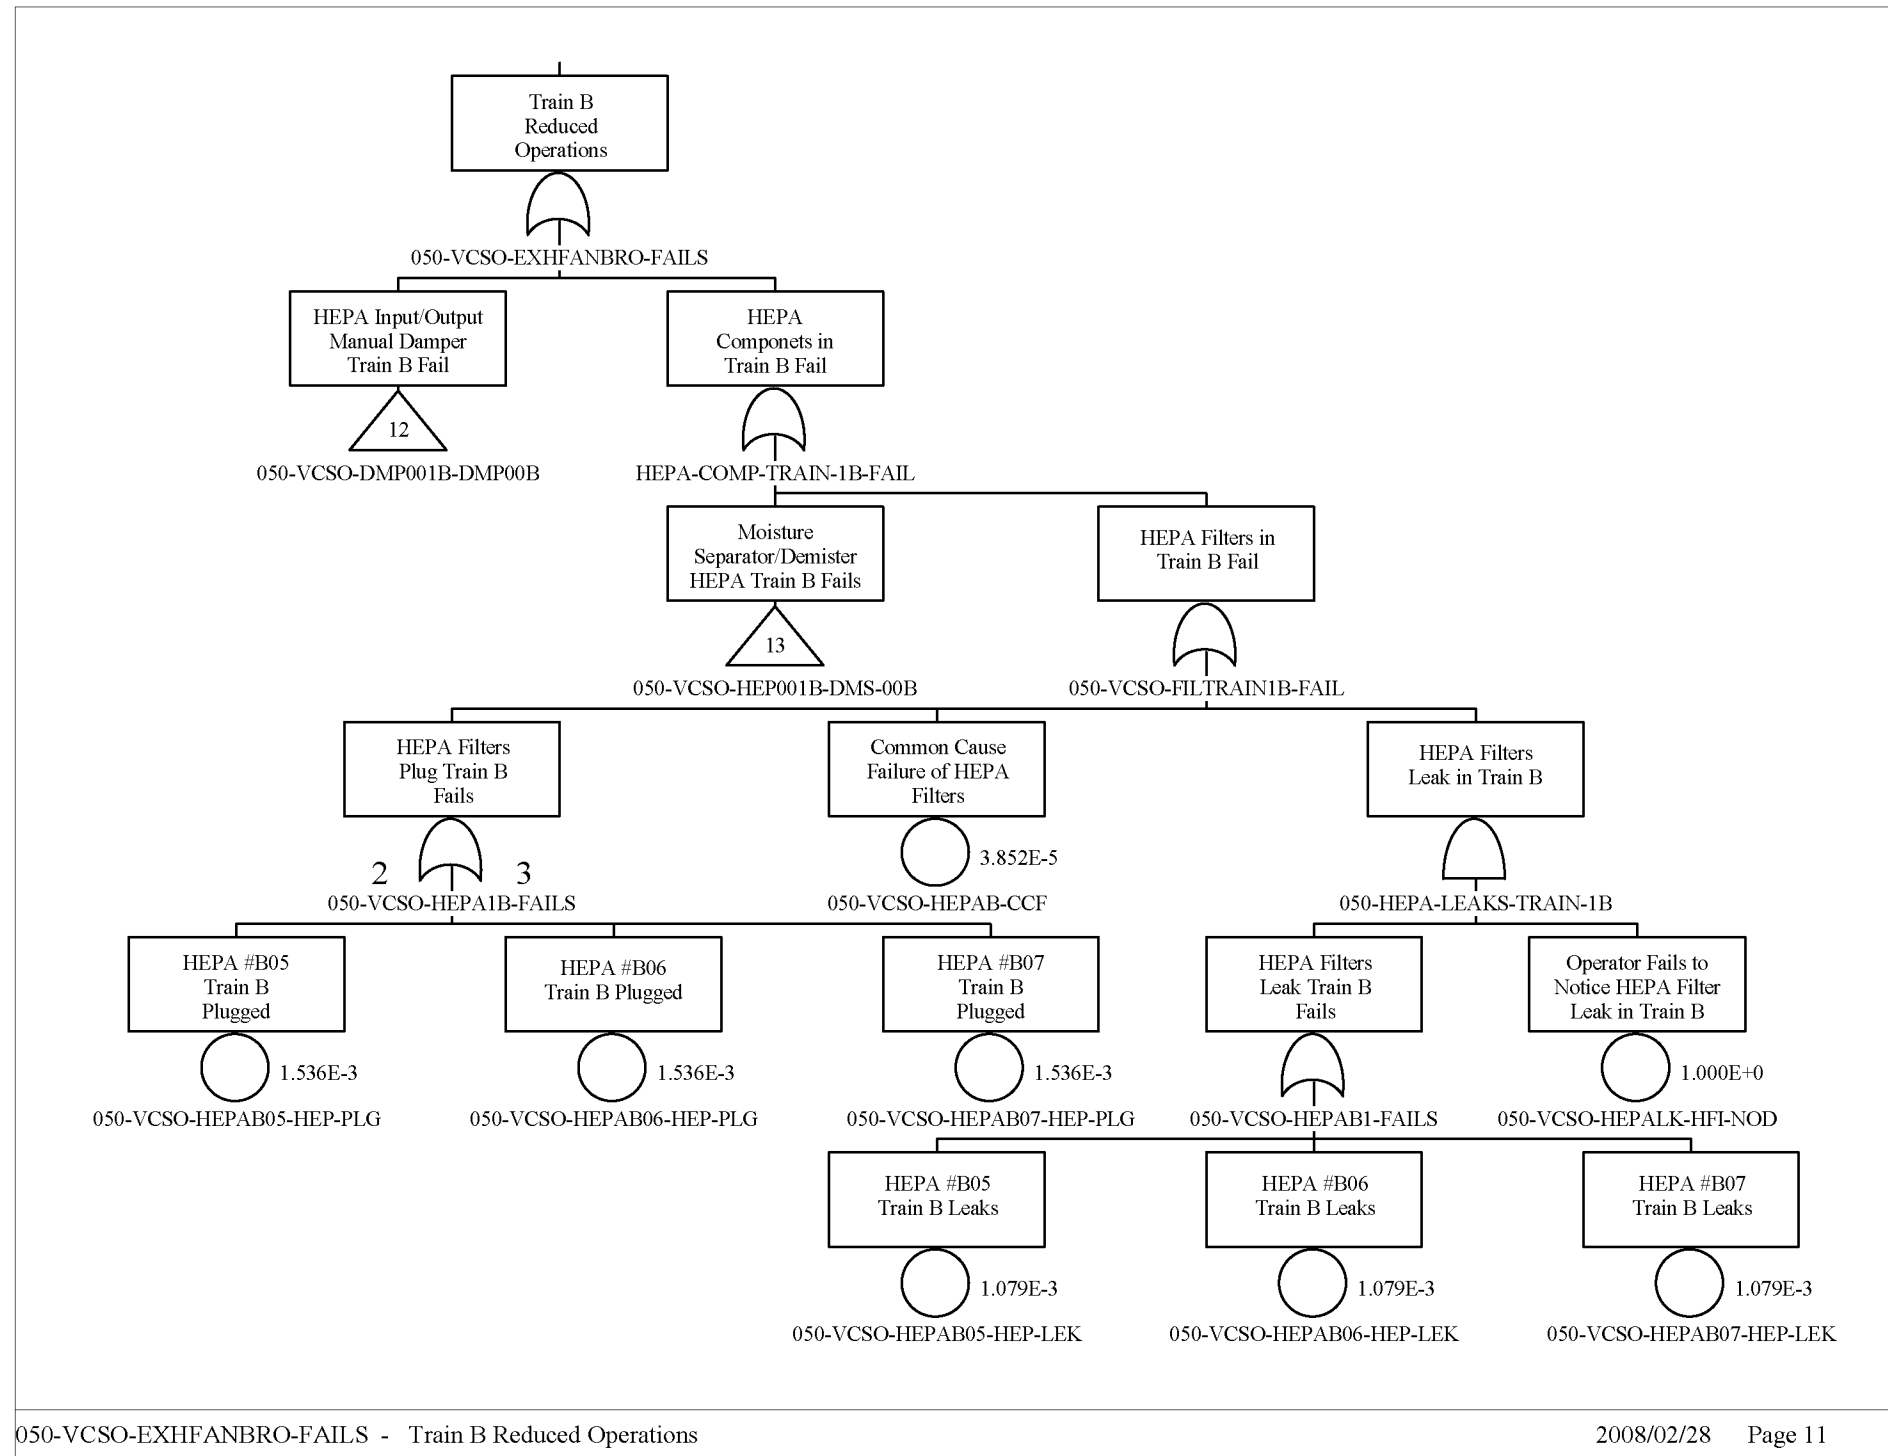 Train B
Reduced
Operations
050-VCSO-EXHFANBRO-FAILS
HEPA Input/Output
Manual Damper
Train B Fail
12
050-VCSO-DMP001B-DMP00B
HEPA
Componets in
Train B Fail
HEPA-COMP-TRAIN-1B-FAIL
Moisture
Separator/Demister
HEPA Train B Fails
13
050-VCSO-HEP001B-DMS-00B
HEPA Filters in
Train B Fail
050-VCSO-FILTRAIN1B-FAIL
HEPA Filters
Plug Train B
Fails
2 3
050-VCSO-HEPA1B-FAILS
Common Cause
Failure of HEPA
Filters
3.852E-5
050-VCSO-HEPAB-CCF
HEPA Filters
Leak in Train B
050-HEPA-LEAKS-TRAIN-1B
HEPA #B05
Train B
Plugged
1.536E-3
050-VCSO-HEPAB05-HEP-PLG
HEPA #B06
Train B Plugged
1.536E-3
050-VCSO-HEPAB06-HEP-PLG
HEPA #B07
Train B
Plugged
1.536E-3
050-VCSO-HEPAB07-HEP-PLG
HEPA Filters
Leak Train B
Fails
050-VCSO-HEPAB1-FAILS
Operator Fails to
Notice HEPA Filter
Leak in Train B
1.000E+0
050-VCSO-HEPALK-HFI-NOD
HEPA #B05
Train B Leaks
1.079E-3
050-VCSO-HEPAB05-HEP-LEK
HEPA #B06
Train B Leaks
1.079E-3
050-VCSO-HEPAB06-HEP-LEK
HEPA #B07
Train B Leaks
1.079E-3
050-VCSO-HEPAB07-HEP-LEK
050-VCSO-EXHFANBRO-FAILS - Train B Reduced Operations
2008/02/28 Page 11